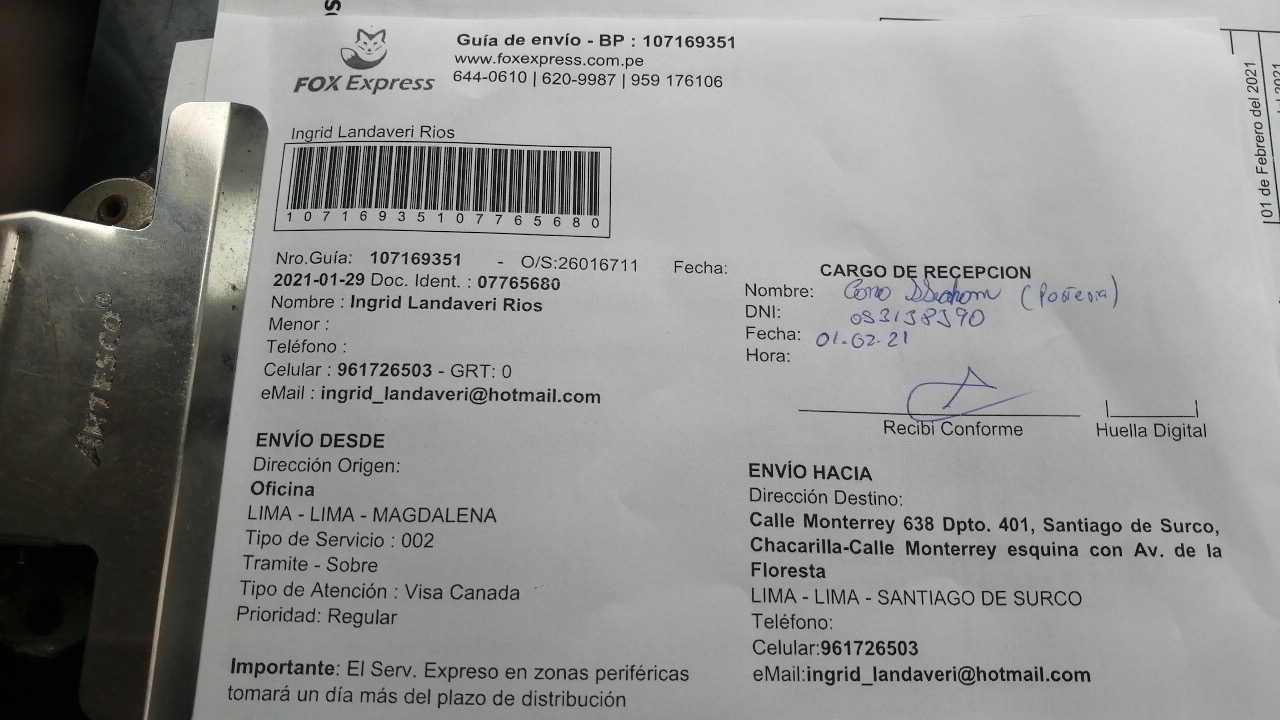 Guía de envío - BP : 107169351
www.foxexpress.com.pe
644-0610 | 620-9987 | 959 176106
FOX Express
Ingrid Landaveri Rios
10716935107765680
Nro.Guía: 107169351 - O/S:26016711 Fecha:
2021-01-29 Doc. Ident. : 07765680
Nombre : Ingrid Landaveri Rios
Menor :
Teléfono :
Celular : 961726503 - GRT: 0
eMail : ingrid_landaveri@hotmail.com
CARGO DE RECEPCION
Nombre: (Portería)
DNI:
Fecha: 01-02-21
Hora:
Recibi Conforme
Huella Digital
ENVÍO DESDE
Dirección Origen:
Oficina
LIMA - LIMA - MAGDALENA
Tipo de Servicio : 002
Tramite - Sobre
Tipo de Atención : Visa Canada
Prioridad: Regular
ENVÍO HACIA
Dirección Destino:
Calle Monterrey 638 Dpto. 401, Santiago de Surco,
Chacarilla-Calle Monterrey esquina con Av. de la
Floresta
LIMA - LIMA - SANTIAGO DE SURCO
Teléfono:
Celular:961726503
eMail:ingrid_landaveri@hotmail.com
Importante: El Serv. Expreso en zonas periféricas
tomará un día más del plazo de distribución
01 de Febrero del 2021
ARTESCO®